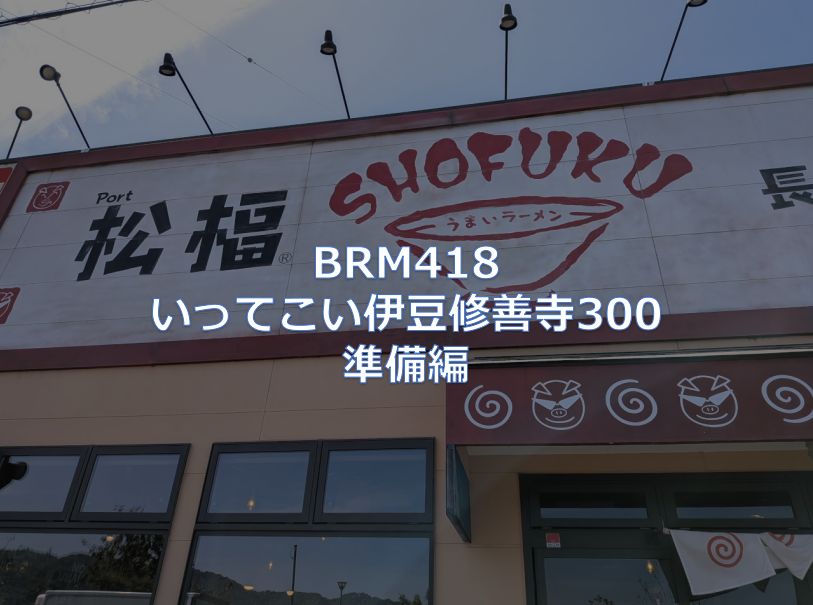 Port
松福®
SHOFUKU
うまいラーメン
長
BRM418
いってこい伊豆修善寺300
準備編